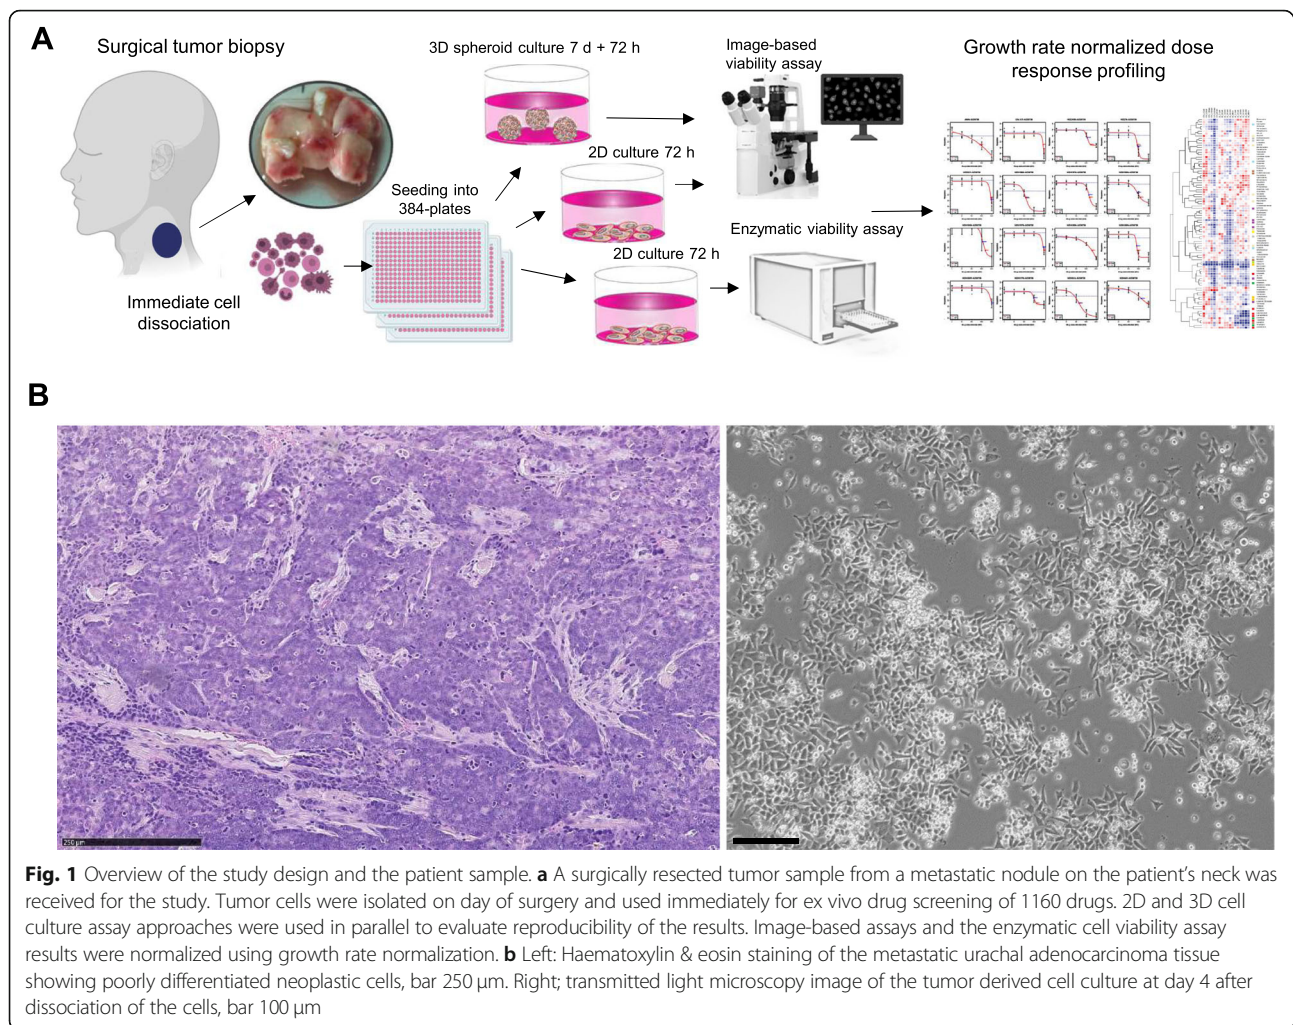 A
Surgical tumor biopsy
Immediate cell
dissociation
Seeding into
384-plates
3D spheroid culture 7 d + 72 h
2D culture 72 h
2D culture 72 h
Image-based
viability assay
Enzymatic viability assay
Growth rate normalized dose
response profiling
B
250 µm
Fig. 1 Overview of the study design and the patient sample. a A surgically resected tumor sample from a metastatic nodule on the patient’s neck was
received for the study. Tumor cells were isolated on day of surgery and used immediately for ex vivo drug screening of 1160 drugs. 2D and 3D cell
culture assay approaches were used in parallel to evaluate reproducibility of the results. Image-based assays and the enzymatic cell viability assay
results were normalized using growth rate normalization. b Left: Haematoxylin & eosin staining of the metastatic urachal adenocarcinoma tissue
showing poorly differentiated neoplastic cells, bar 250 µm. Right; transmitted light microscopy image of the tumor derived cell culture at day 4 after
dissociation of the cells, bar 100 µm